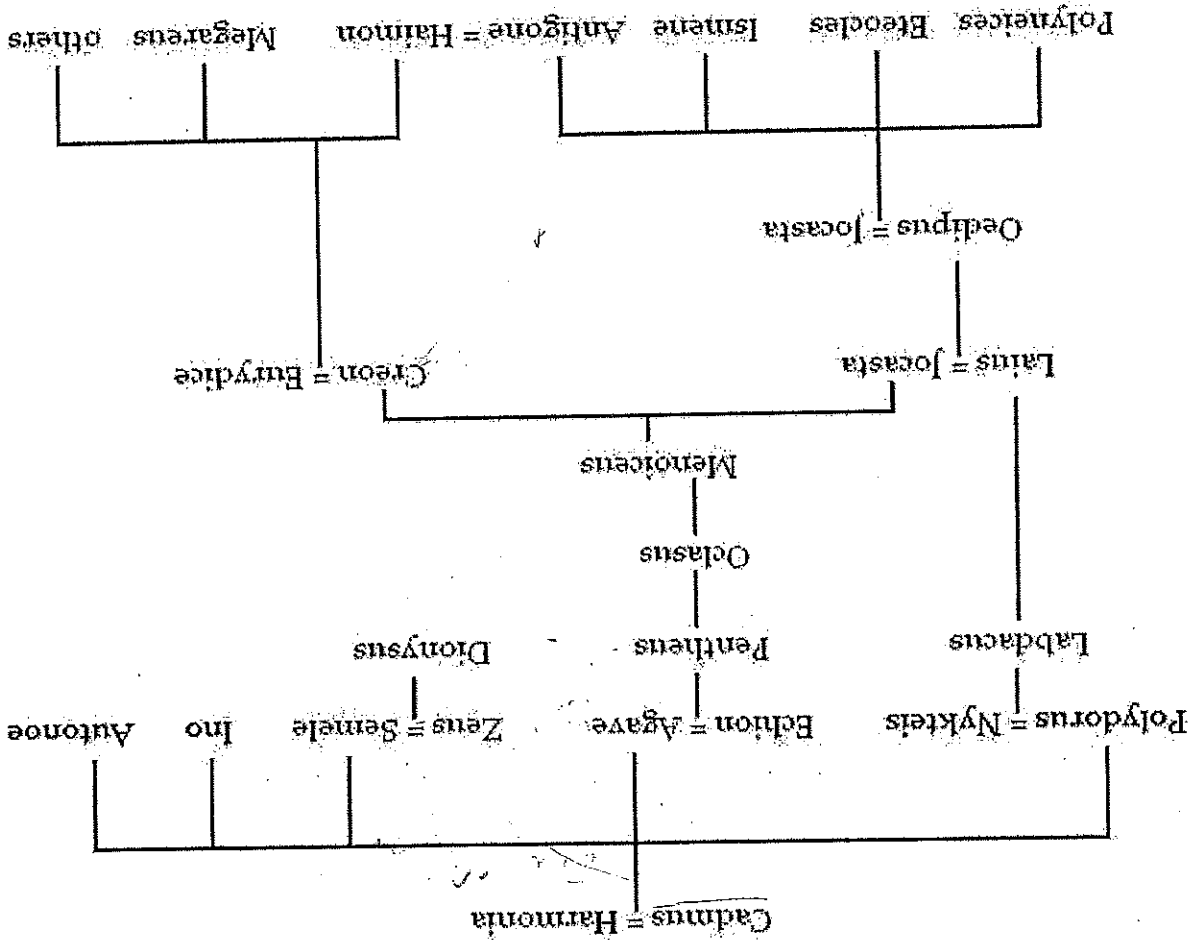 Cadmus = Harmonia
Polydorus = Nykteis Echion = Agave Zeus = Semele Ino Autonoe
Labdacus Pentheus Dionysus
Oclasus
Menoiceus
Laius = Jocasta Creon = Eurydice
Oedipus = Jocasta
Polyneices Eteocles Ismene Antigone = Haimon Megareus others